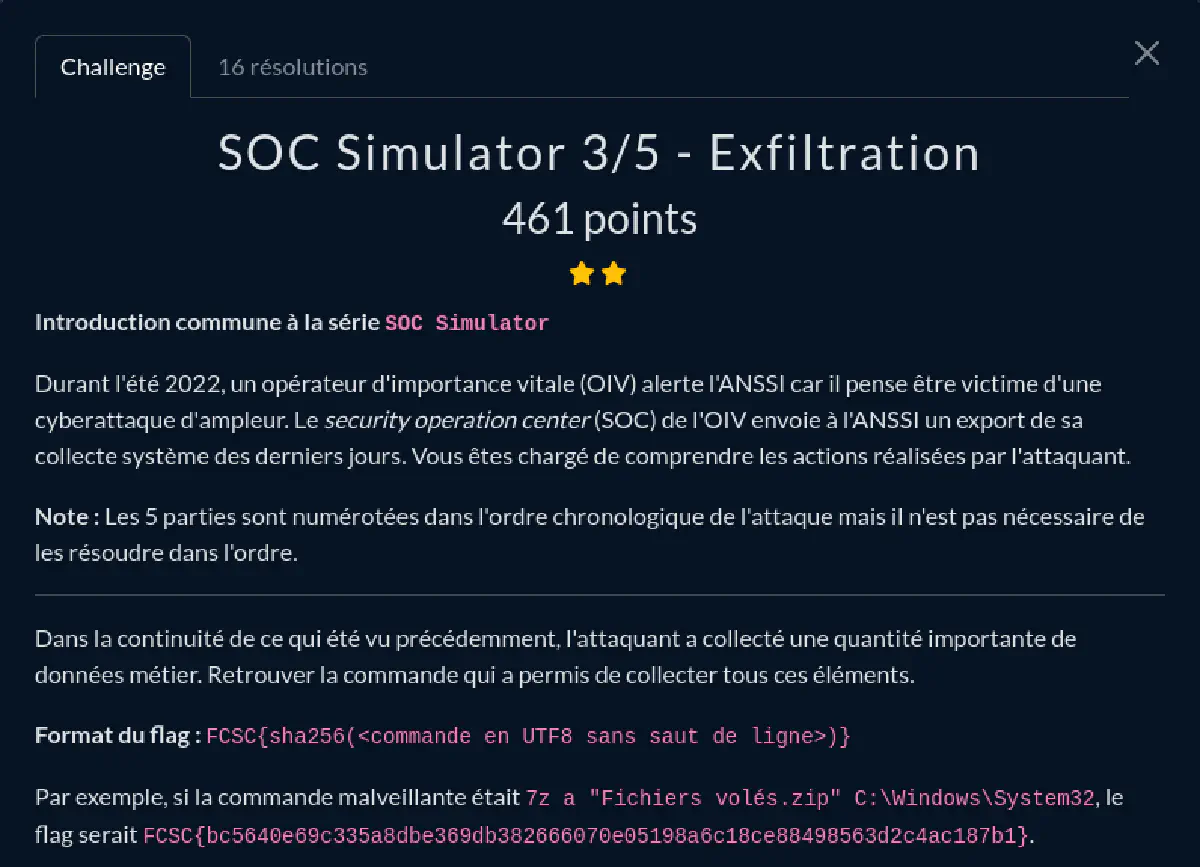 Challenge
16 résolutions
SOC Simulator 3/5 - Exfiltration
461 points
Introduction commune à la série SOC Simulator
Durant l'été 2022, un opérateur d'importance vitale (OIV) alerte l'ANSSI car il pense être victime d'une
cyberattaque d'ampleur. Le security operation center (SOC) de l'OIV envoie à l'ANSSI un export de sa
collecte système des derniers jours. Vous êtes chargé de comprendre les actions réalisées par l'attaquant.
Note : Les 5 parties sont numérotées dans l'ordre chronologique de l'attaque mais il n'est pas nécessaire de
les résoudre dans l'ordre.
Dans la continuité de ce qui été vu précédemment, l'attaquant a collecté une quantité importante de
données métier. Retrouver la commande qui a permis de collecter tous ces éléments.
Format du flag : FCSC{sha256(<commande en UTF8 sans saut de ligne>)}
Par exemple, si la commande malveillante était 7z a "Fichiers volés.zip" C:\Windows\System32, le
flag serait FCSC{bc5640e69c335a8dbe369db382666070e05198a6c18ce88498563d2c4ac187b1}.